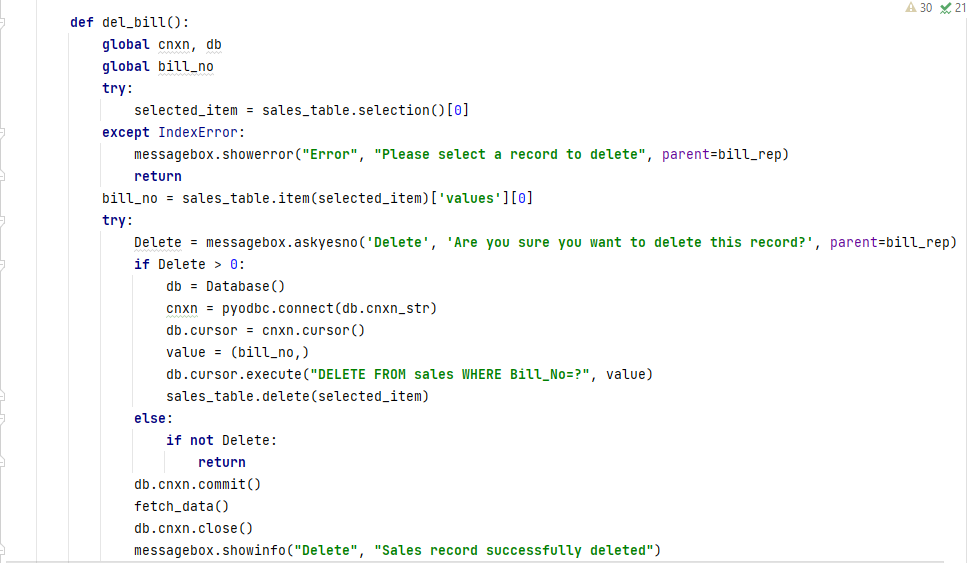 30 21
def del_bill():
global cnxn, db
global bill_no
try:
selected_item = sales_table.selection()[0]
except IndexError:
messagebox.showerror("Error", "Please select a record to delete", parent=bill_rep)
return
bill_no = sales_table.item(selected_item)['values'][0]
try:
Delete = messagebox.askyesno('Delete', 'Are you sure you want to delete this record?', parent=bill_rep)
if Delete > 0:
db = Database()
cnxn = pyodbc.connect(db.cnxn_str)
db.cursor = cnxn.cursor()
value = (bill_no,)
db.cursor.execute("DELETE FROM sales WHERE Bill_No=?", value)
sales_table.delete(selected_item)
else:
if not Delete:
return
db.cnxn.commit()
fetch_data()
db.cnxn.close()
messagebox.showinfo("Delete", "Sales record successfully deleted")